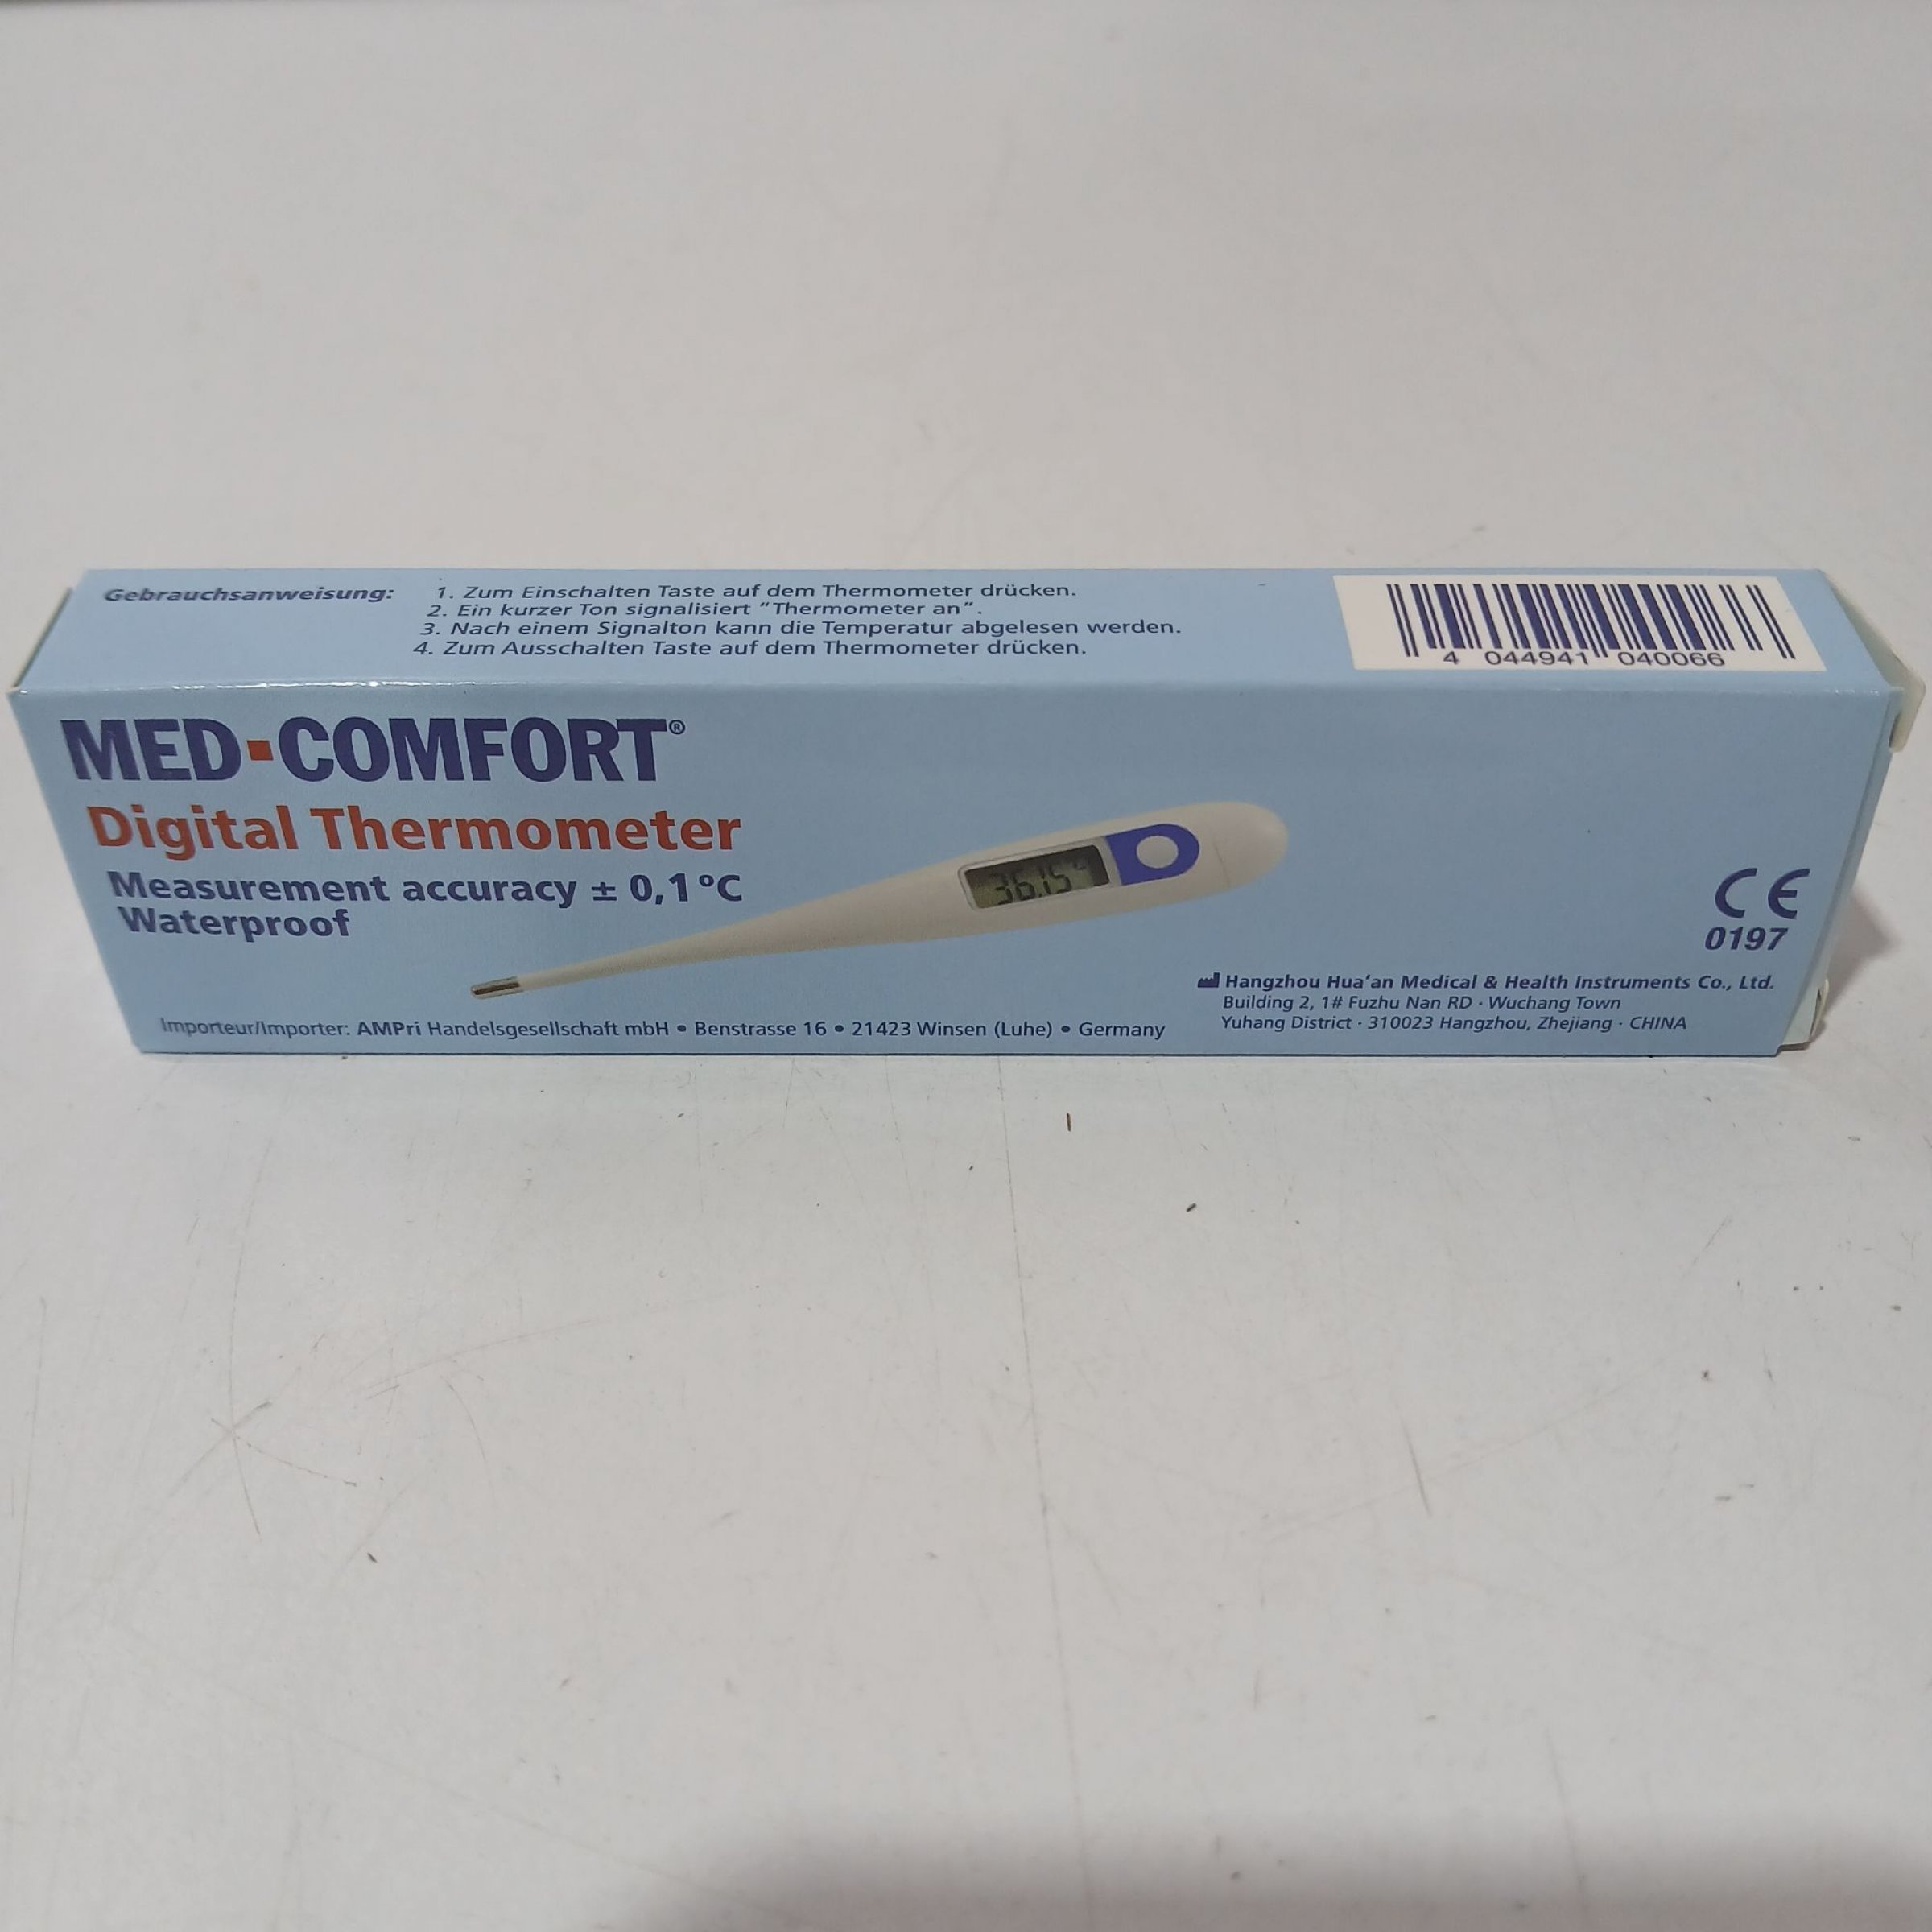 Gebrauchsanweisung:
1. Zum Einschalten Taste auf dem Thermometer drücken.
2. Ein kurzer Ton signalisiert “Thermometer an”.
3. Nach einem Signalton kann die Temperatur abgelesen werden.
4. Zum Ausschalten Taste auf dem Thermometer drücken.
4 044941 040066
MED-COMFORT®
Digital Thermometer
Measurement accuracy ± 0,1 °C
Waterproof
36.15 °C
CE
0197
Hangzhou Hua‘an Medical & Health Instruments Co., Ltd.
Building 2, 1# Fuzhu Nan RD · Wuchang Town
Yuhang District · 310023 Hangzhou, Zhejiang · CHINA
Importeur/Importer: AMPri Handelsgesellschaft mbH • Benstrasse 16 • 21423 Winsen (Luhe) • Germany